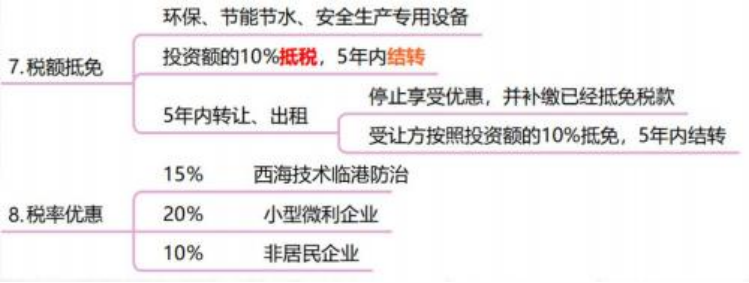 7.税额抵免
环保、节能节水、安全生产专用设备
投资额的10%抵税，5年内结转
5年内转让、出租
停止享受优惠，并补缴已经抵免税款
受让方按照投资额的10%抵免，5年内结转
8.税率优惠
15% 西海技术临港防治
20% 小型微利企业
10% 非居民企业